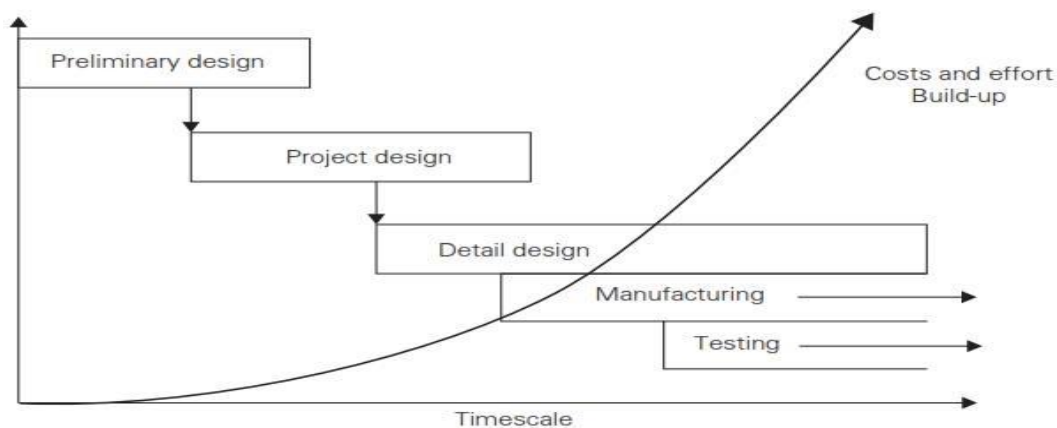 Preliminary design
Costs and effort
Build-up
Project design
Detail design
Manufacturing
Testing
Timescale